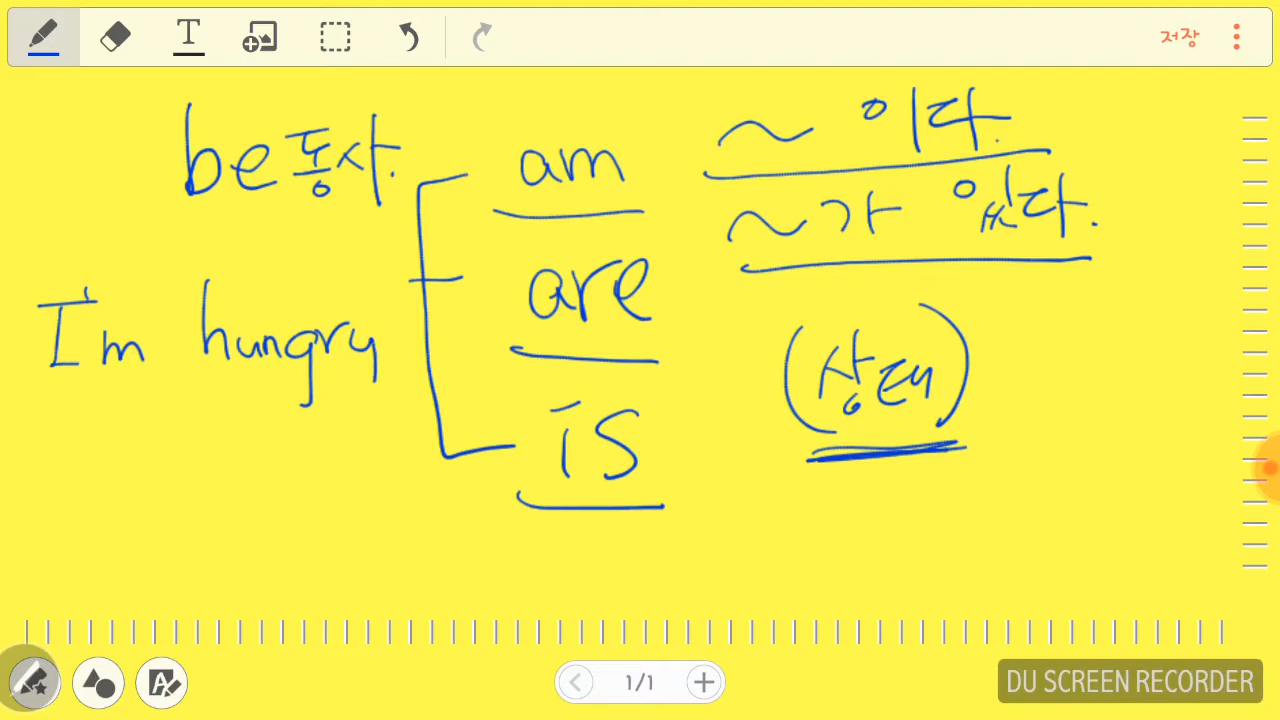 T
저장
be동사.
am
~ 이다.
~가 있다.
are
I'm hungry
(상태)
is
1/1
DU SCREEN RECORDER